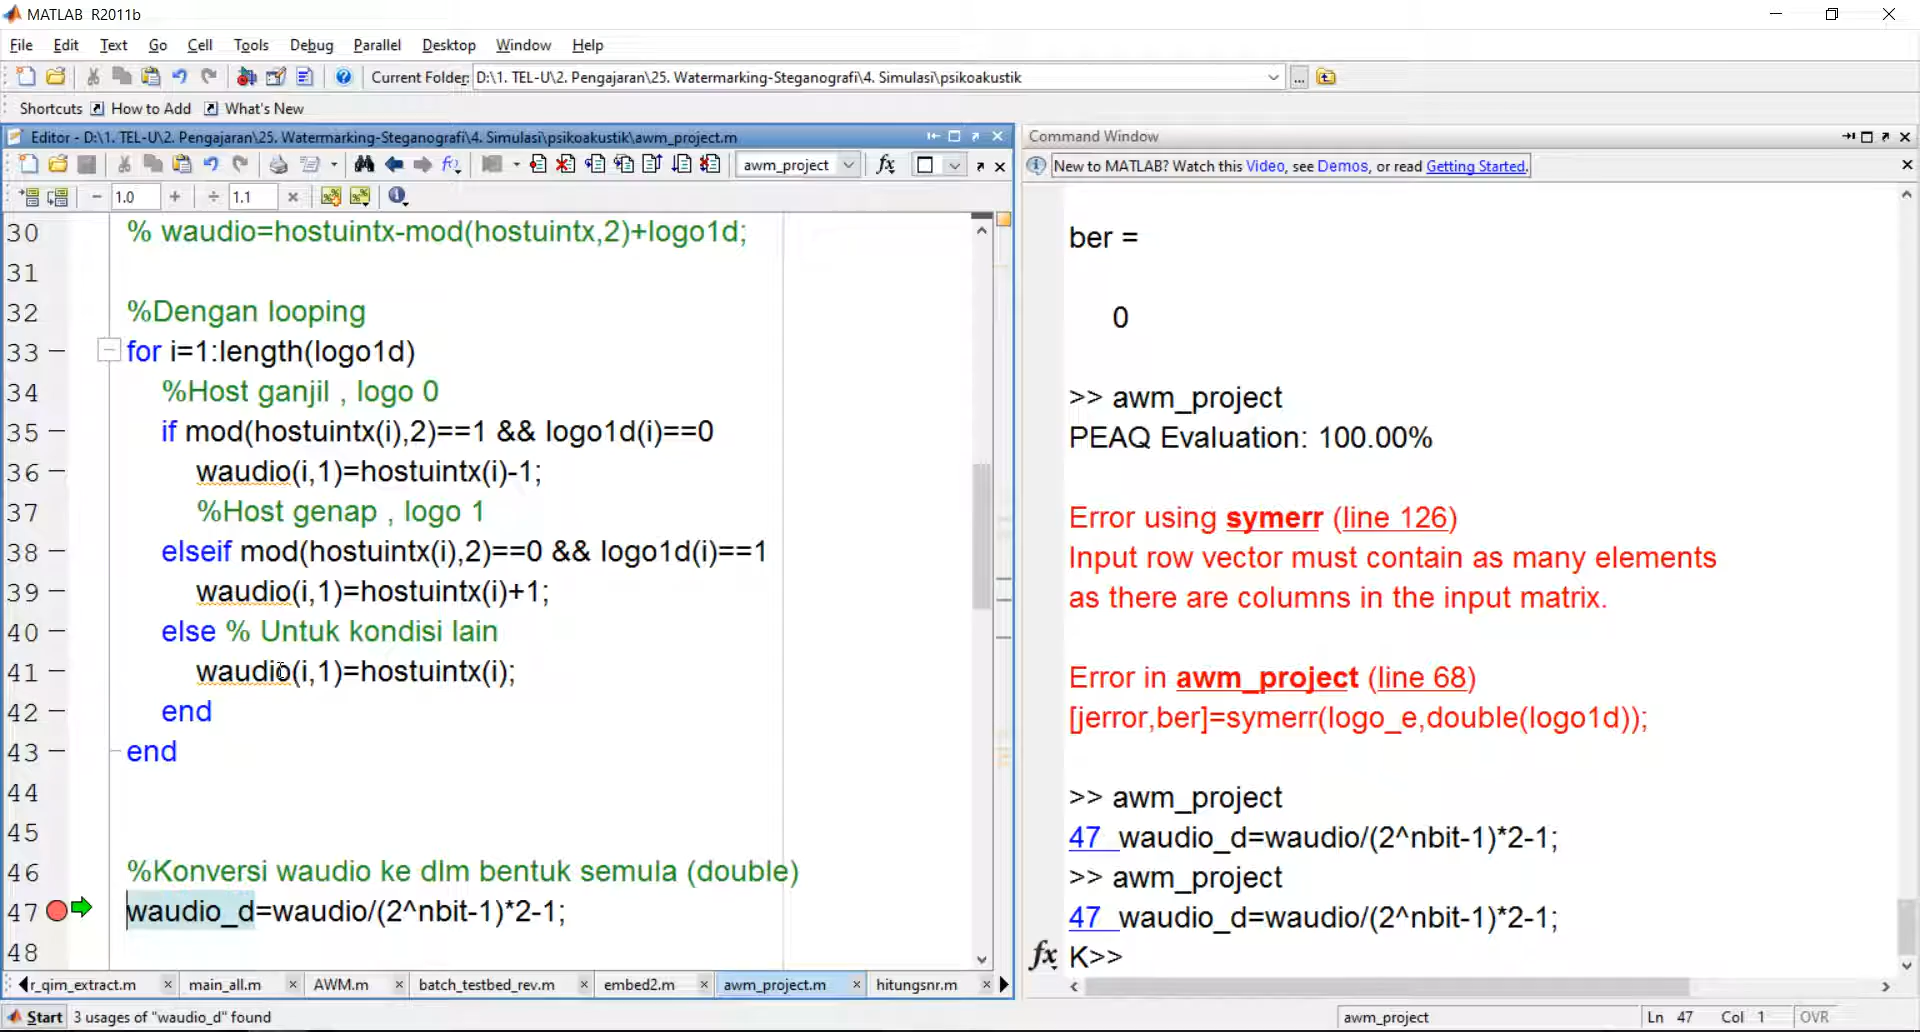 MATLAB R2011b
File Edit Text Go Cell Tools Debug Parallel Desktop Window Help
Current Folder: D:\1. TEL-U\2. Pengajaran\25. Watermarking-Steganografi\4. Simulasi\psikoakustik
Shortcuts How to Add What's New
Editor - D:\1. TEL-U\2. Pengajaran\25. Watermarking-Steganografi\4. Simulasi\psikoakustik\awm_project.m
awm_project fx
− 1.0 + ÷ 1.1 ×
30 % waudio=hostuintx-mod(hostuintx,2)+logo1d;
31
32 %Dengan looping
33 – for i=1:length(logo1d)
34 %Host ganjil , logo 0
35 – if mod(hostuintx(i),2)==1 && logo1d(i)==0
36 – waudio(i,1)=hostuintx(i)-1;
37 %Host genap , logo 1
38 – elseif mod(hostuintx(i),2)==0 && logo1d(i)==1
39 – waudio(i,1)=hostuintx(i)+1;
40 – else % Untuk kondisi lain
41 – waudio(i,1)=hostuintx(i);
42 – end
43 – end
44
45
46 %Konversi waudio ke dlm bentuk semula (double)
47 waudio_d=waudio/(2^nbit-1)*2-1;
48
r_qim_extract.m main_all.m AWM.m batch_testbed_rev.m embed2.m awm_project.m hitungsnr.m
Command Window
New to MATLAB? Watch this Video, see Demos, or read Getting Started.
ber =
0
>> awm_project
PEAQ Evaluation: 100.00%
Error using symerr (line 126)
Input row vector must contain as many elements
as there are columns in the input matrix.
Error in awm_project (line 68)
[jerror,ber]=symerr(logo_e,double(logo1d));
>> awm_project
47 waudio_d=waudio/(2^nbit-1)*2-1;
>> awm_project
47 waudio_d=waudio/(2^nbit-1)*2-1;
fx K>>
Start 3 usages of "waudio_d" found
awm_project Ln 47 Col 1 OVR